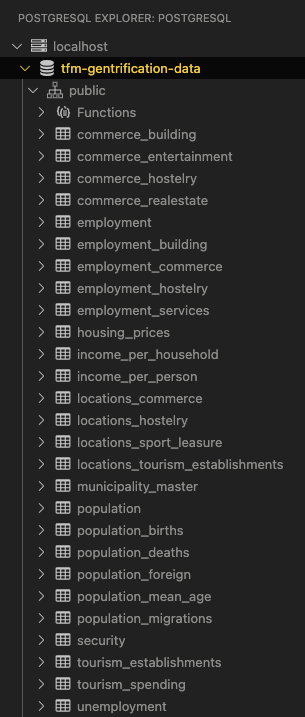 POSTGRESQL EXPLORER: POSTGRESQL
localhost
tfm-gentrification-data
public
Functions
commerce_building
commerce_entertainment
commerce_hostelry
commerce_realestate
employment
employment_building
employment_commerce
employment_hostelry
employment_services
housing_prices
income_per_household
income_per_person
locations_commerce
locations_hostelry
locations_sport_leasure
locations_tourism_establishments
municipality_master
population
population_births
population_deaths
population_foreign
population_mean_age
population_migrations
security
tourism_establishments
tourism_spending
unemployment